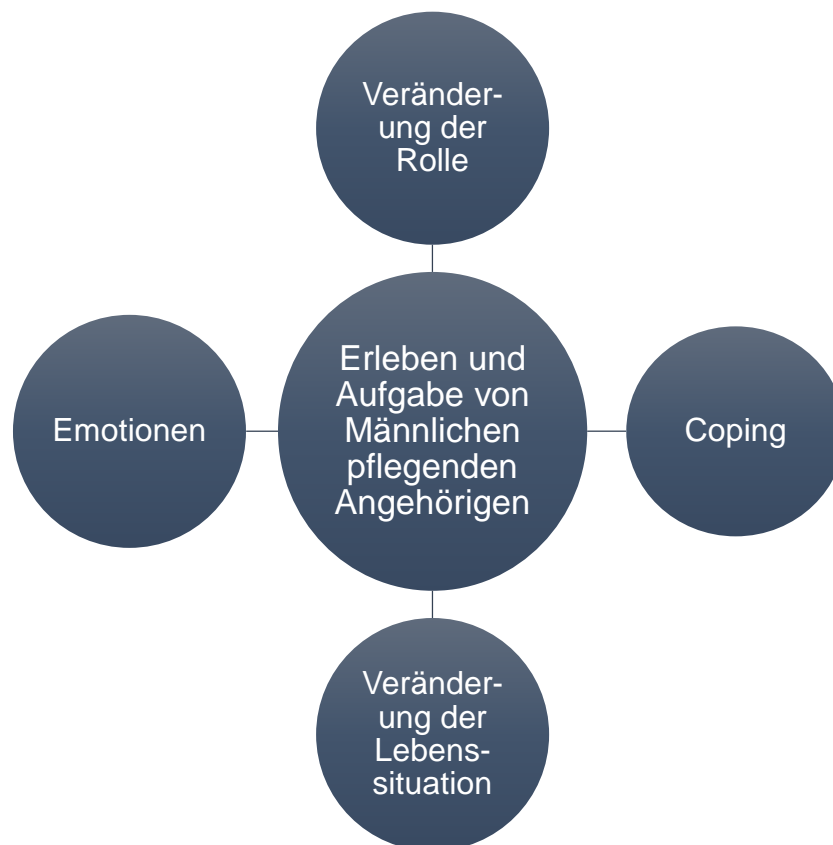 Veränder-
ung der
Rolle
Emotionen
Erleben und
Aufgabe von
Männlichen
pflegenden
Angehörigen
Coping
Veränder-
ung der
Lebens-
situation